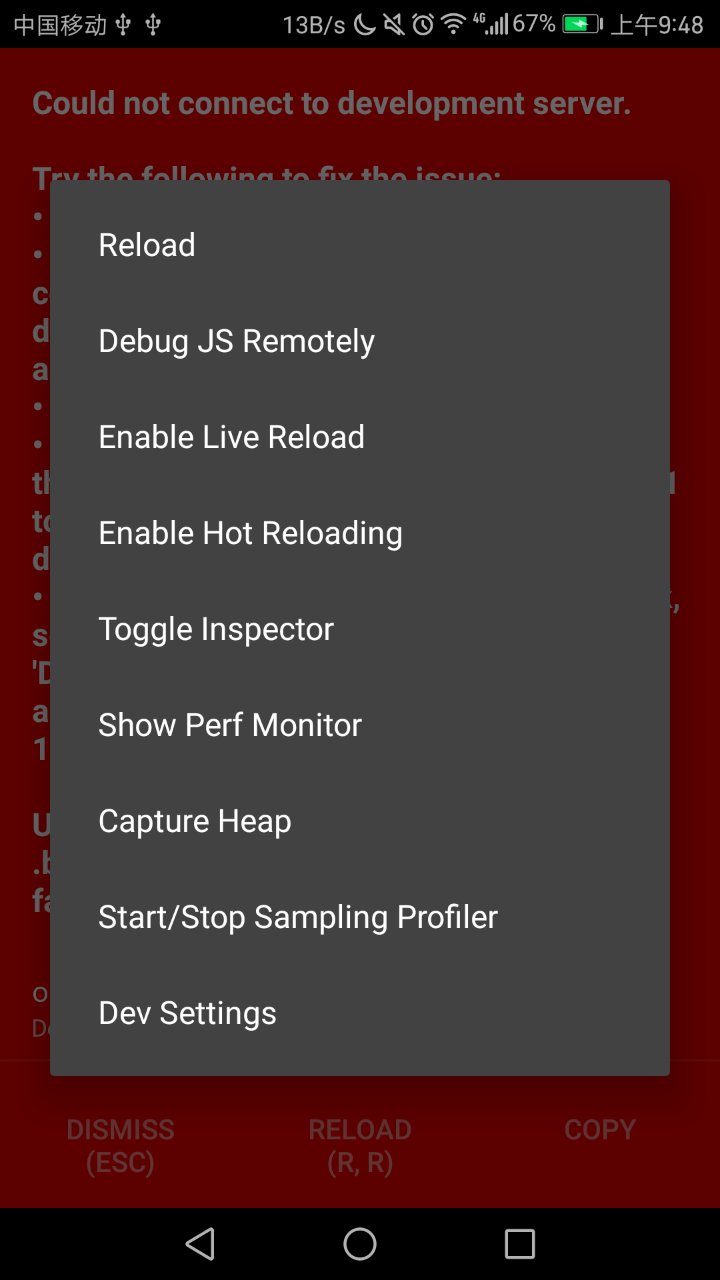 中国移动 13B/s 4G 67% 上午9:48
Could not connect to development server.
Try the following to fix the issue:
Reload
Debug JS Remotely
Enable Live Reload
Enable Hot Reloading
Toggle Inspector
Show Perf Monitor
Capture Heap
Start/Stop Sampling Profiler
Dev Settings
DISMISS RELOAD COPY
(ESC) (R, R)